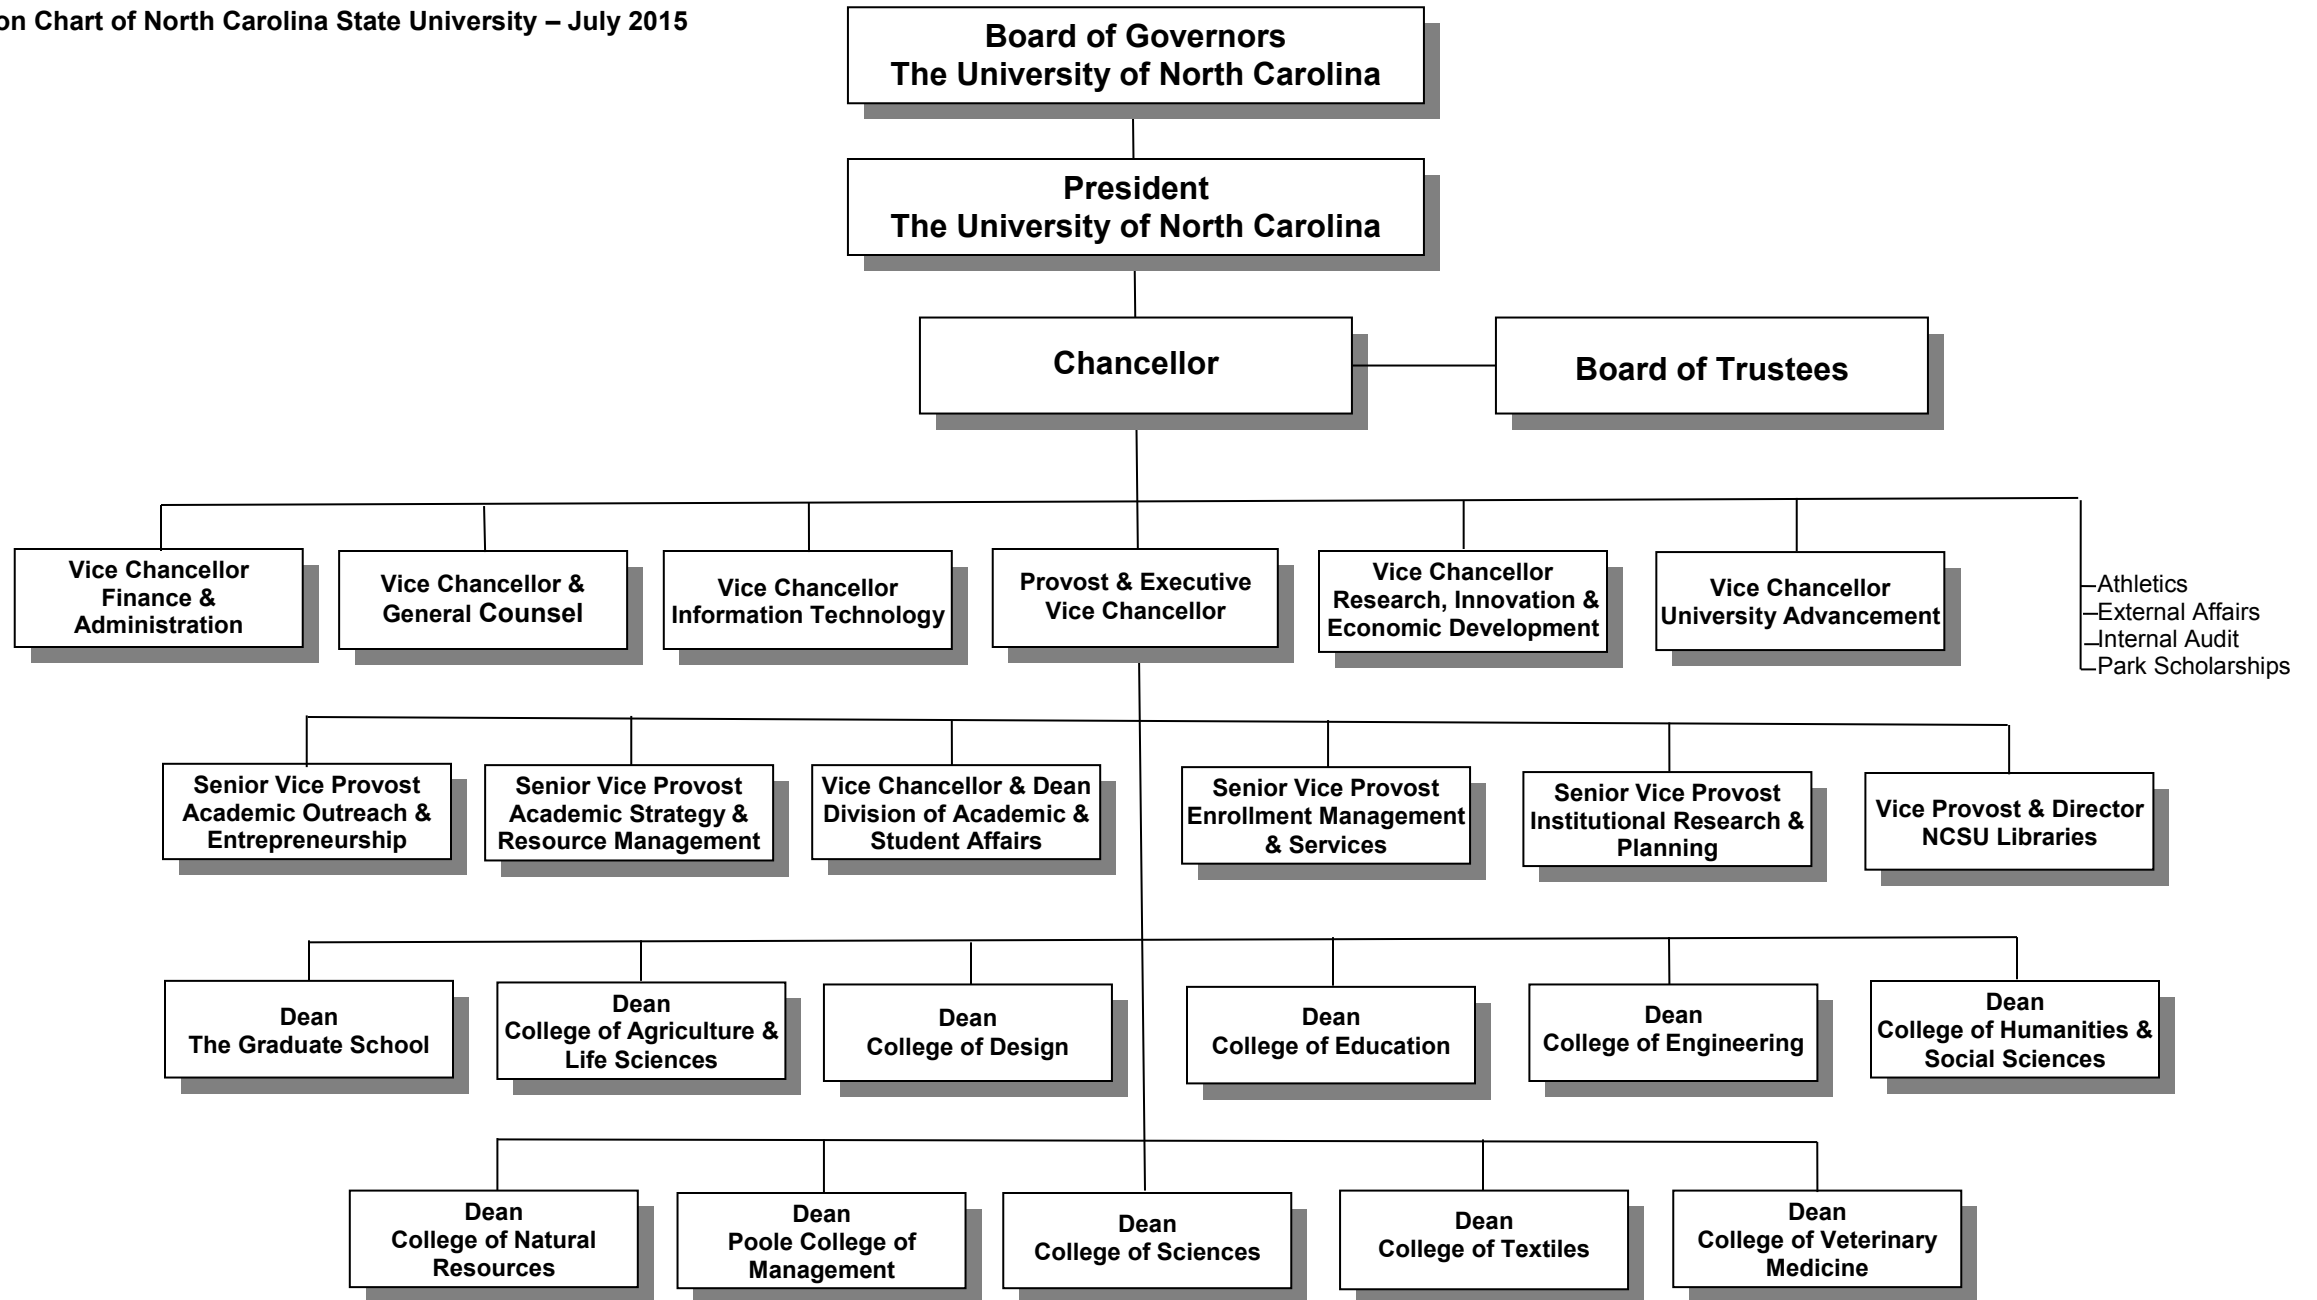 on Chart of North Carolina State University – July 2015
Board of Governors
The University of North Carolina
President
The University of North Carolina
Chancellor
Board of Trustees
Vice Chancellor
Finance &
Administration
Vice Chancellor &
General Counsel
Vice Chancellor
Information Technology
Provost & Executive
Vice Chancellor
Vice Chancellor
Research, Innovation &
Economic Development
Vice Chancellor
University Advancement
Athletics
External Affairs
Internal Audit
Park Scholarships
Senior Vice Provost
Academic Outreach &
Entrepreneurship
Senior Vice Provost
Academic Strategy &
Resource Management
Vice Chancellor & Dean
Division of Academic &
Student Affairs
Senior Vice Provost
Enrollment Management
& Services
Senior Vice Provost
Institutional Research &
Planning
Vice Provost & Director
NCSU Libraries
Dean
The Graduate School
Dean
College of Agriculture &
Life Sciences
Dean
College of Design
Dean
College of Education
Dean
College of Engineering
Dean
College of Humanities &
Social Sciences
Dean
College of Natural
Resources
Dean
Poole College of
Management
Dean
College of Sciences
Dean
College of Textiles
Dean
College of Veterinary
Medicine